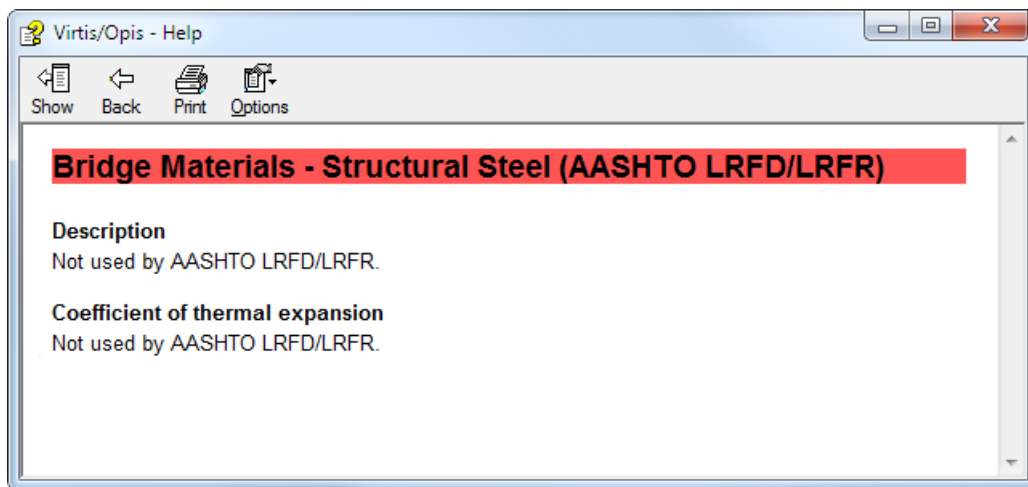 Virtis/Opis - Help
Show Back Print Options
Bridge Materials - Structural Steel (AASHTO LRFD/LRFR)
Description
Not used by AASHTO LRFD/LRFR.
Coefficient of thermal expansion
Not used by AASHTO LRFD/LRFR.